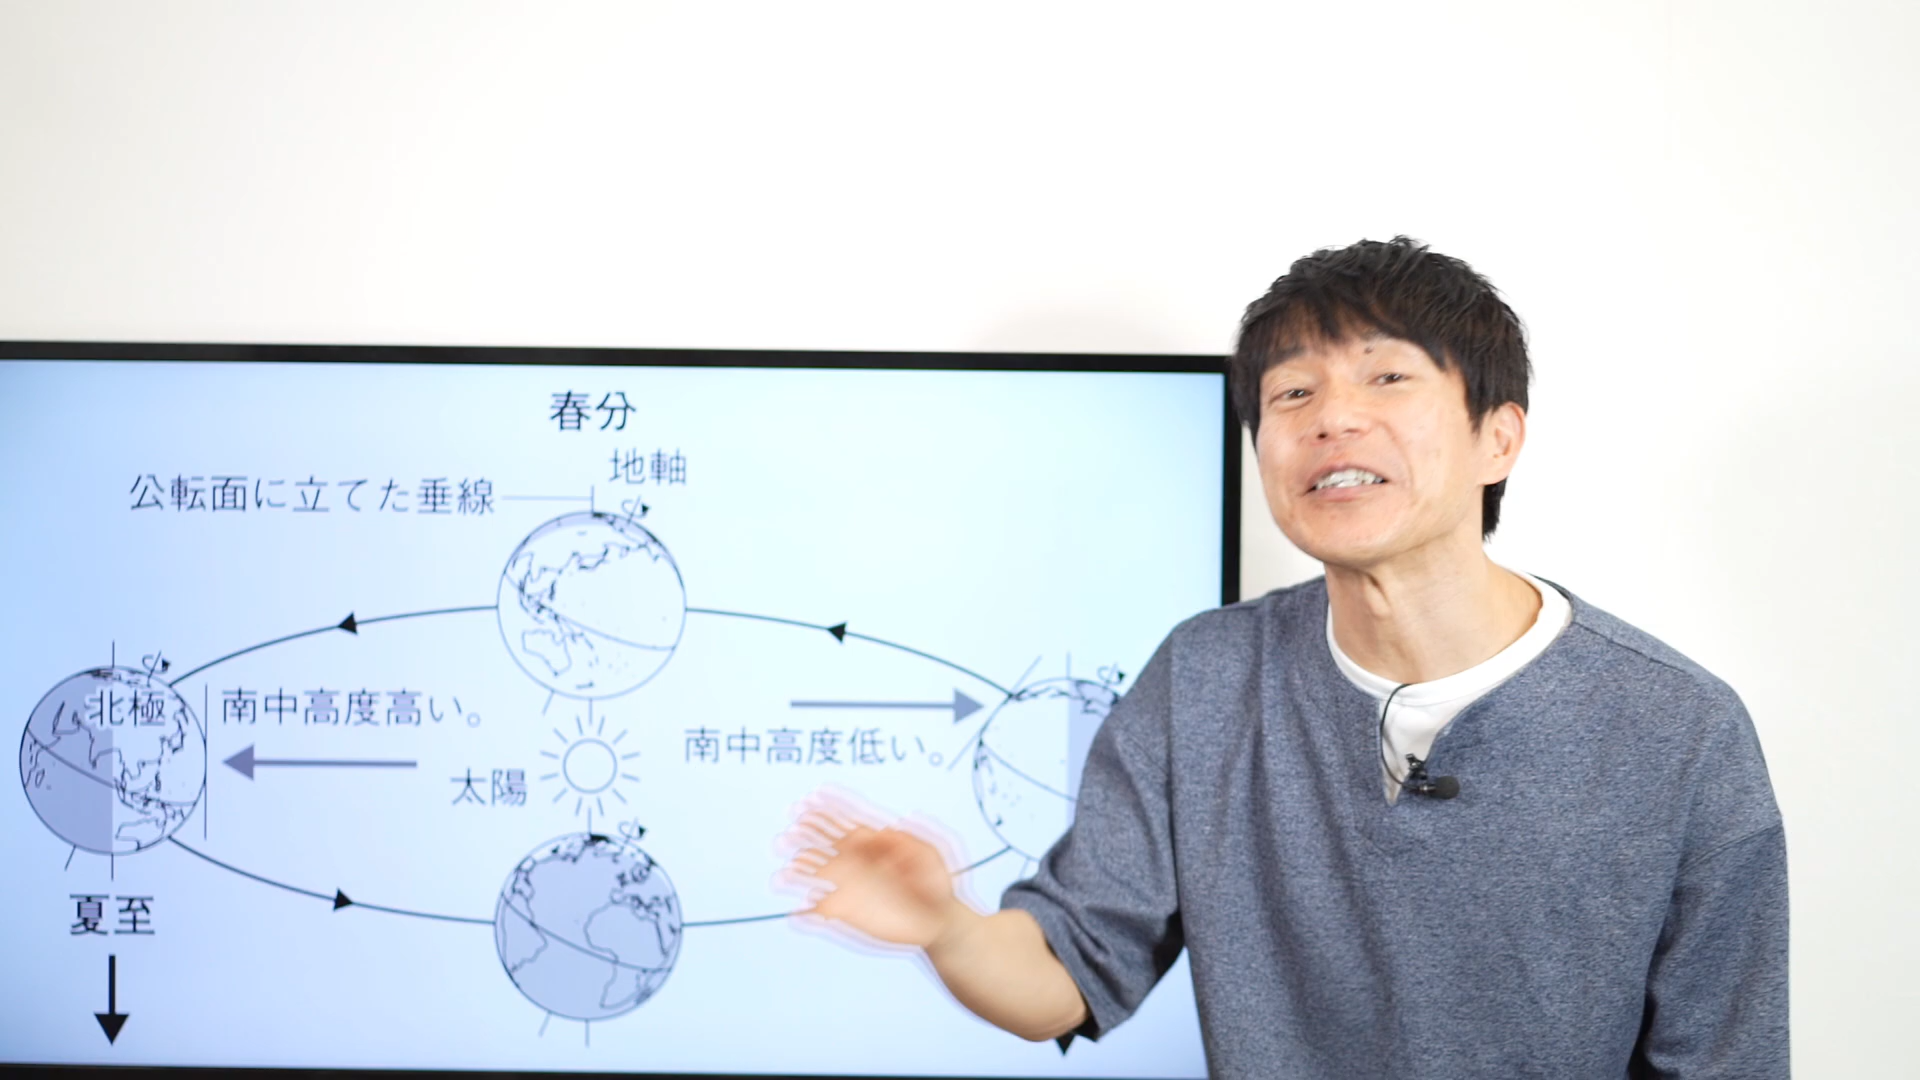 春分
地軸
公転面に立てた垂線
北極
南中高度高い。
南中高度低い。
太陽
夏至